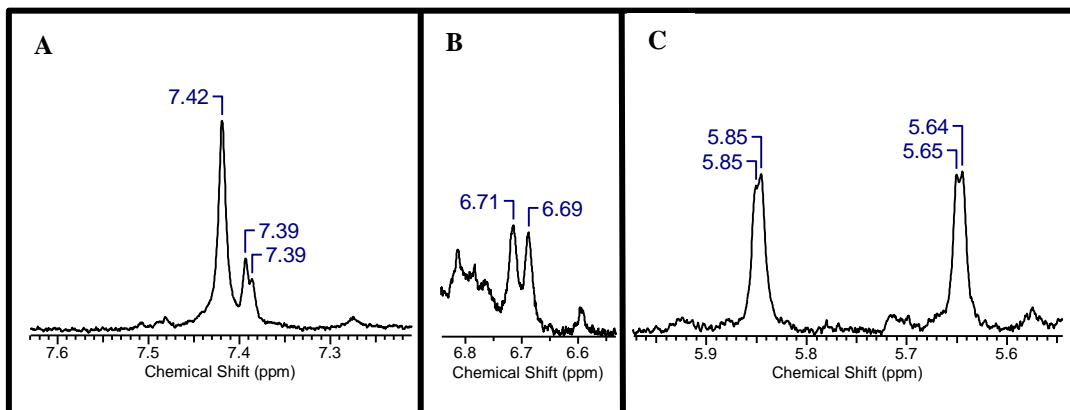 A
7.42
7.39
7.39
7.6 7.5 7.4 7.3
Chemical Shift (ppm)
B
6.71 6.69
6.8 6.7 6.6
Chemical Shift (ppm)
C
5.85 5.64
5.85 5.65
5.9 5.8 5.7 5.6
Chemical Shift (ppm)